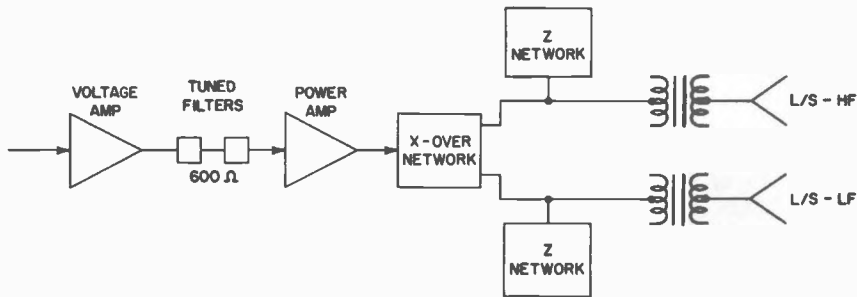 VOLTAGE
AMP
TUNED
FILTERS
600 Ω
POWER
AMP
X-OVER
NETWORK
Z
NETWORK
L/S-HF
Z
NETWORK
L/S-LF